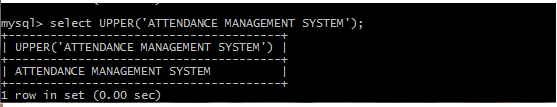 mysql> select UPPER('ATTENDANCE MANAGEMENT SYSTEM');
+--------------------------------------+
| UPPER('ATTENDANCE MANAGEMENT SYSTEM') |
+--------------------------------------+
| ATTENDANCE MANAGEMENT SYSTEM          |
+--------------------------------------+
1 row in set (0.00 sec)